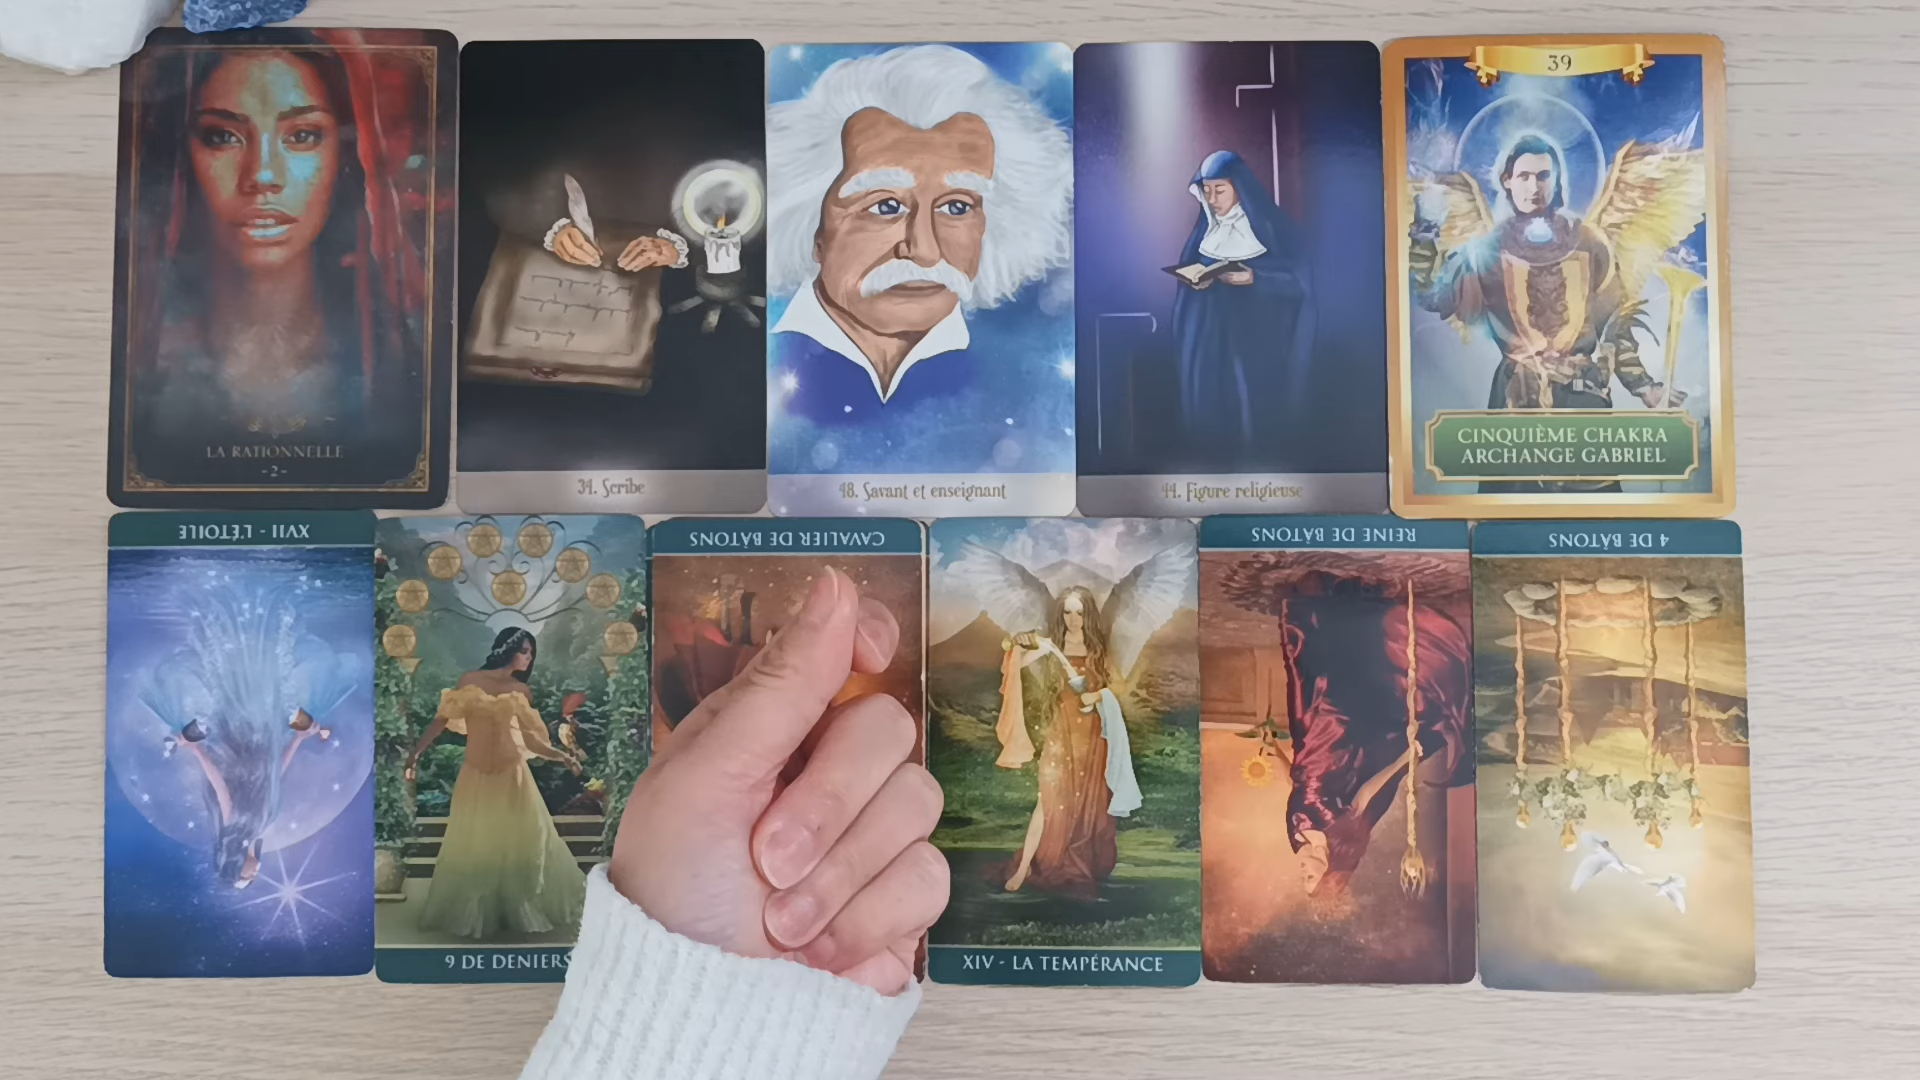 LA RATIONNELLE
-2-
34. Scribe
48. Savant et enseignant
44. Figure religieuse
39
CINQUIÈME CHAKRA
ARCHANGE GABRIEL
XVII - L'ÉTOILE
9 DE DENIERS
CAVALIER DE BÂTONS
XIV - LA TEMPÉRANCE
REINE DE BÂTONS
4 DE BÂTONS